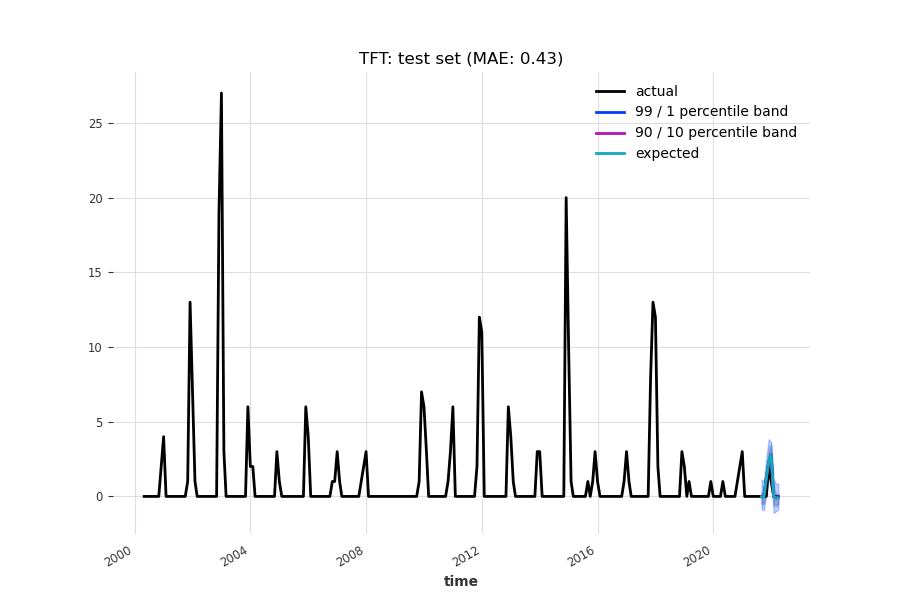 TFT: test set (MAE: 0.43)
actual
99 / 1 percentile band
90 / 10 percentile band
expected
25
20
15
10
5
0
2000
2004
2008
2012
2016
2020
time